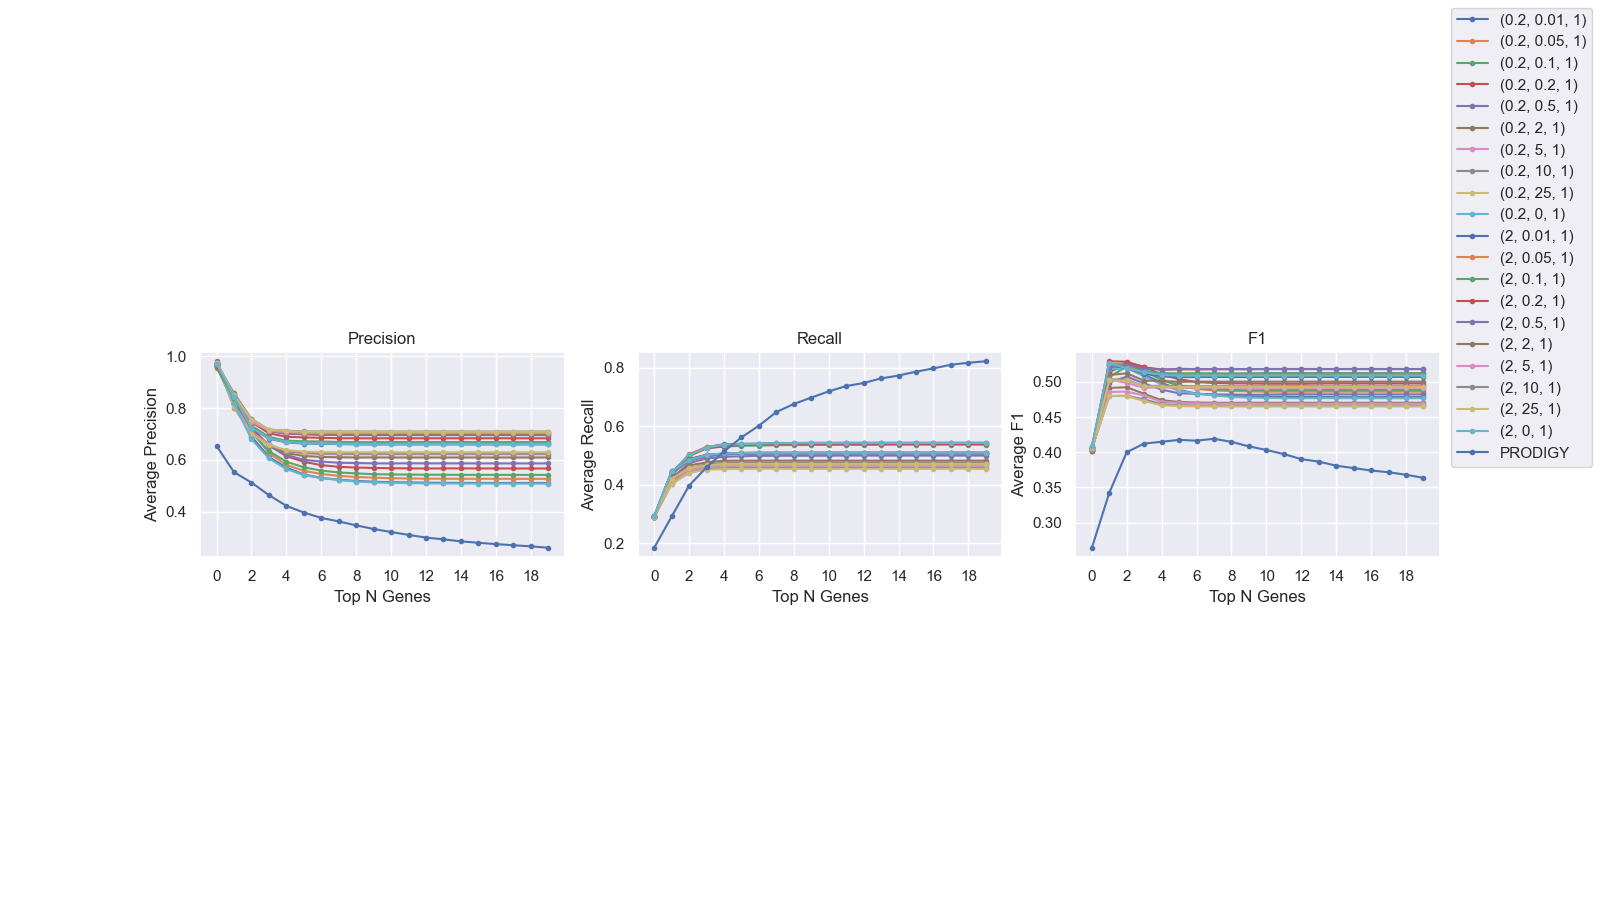 Precision
1.0
0.8
0.6
0.4
Average Precision
0 2 4 6 8 10 12 14 16 18
Top N Genes
Recall
0.8
0.6
0.4
0.2
Average Recall
0 2 4 6 8 10 12 14 16 18
Top N Genes
F1
0.50
0.45
0.40
0.35
0.30
Average F1
0 2 4 6 8 10 12 14 16 18
Top N Genes
(0.2, 0.01, 1)
(0.2, 0.05, 1)
(0.2, 0.1, 1)
(0.2, 0.2, 1)
(0.2, 0.5, 1)
(0.2, 2, 1)
(0.2, 5, 1)
(0.2, 10, 1)
(0.2, 25, 1)
(0.2, 0, 1)
(2, 0.01, 1)
(2, 0.05, 1)
(2, 0.1, 1)
(2, 0.2, 1)
(2, 0.5, 1)
(2, 2, 1)
(2, 5, 1)
(2, 10, 1)
(2, 25, 1)
(2, 0, 1)
PRODIGY